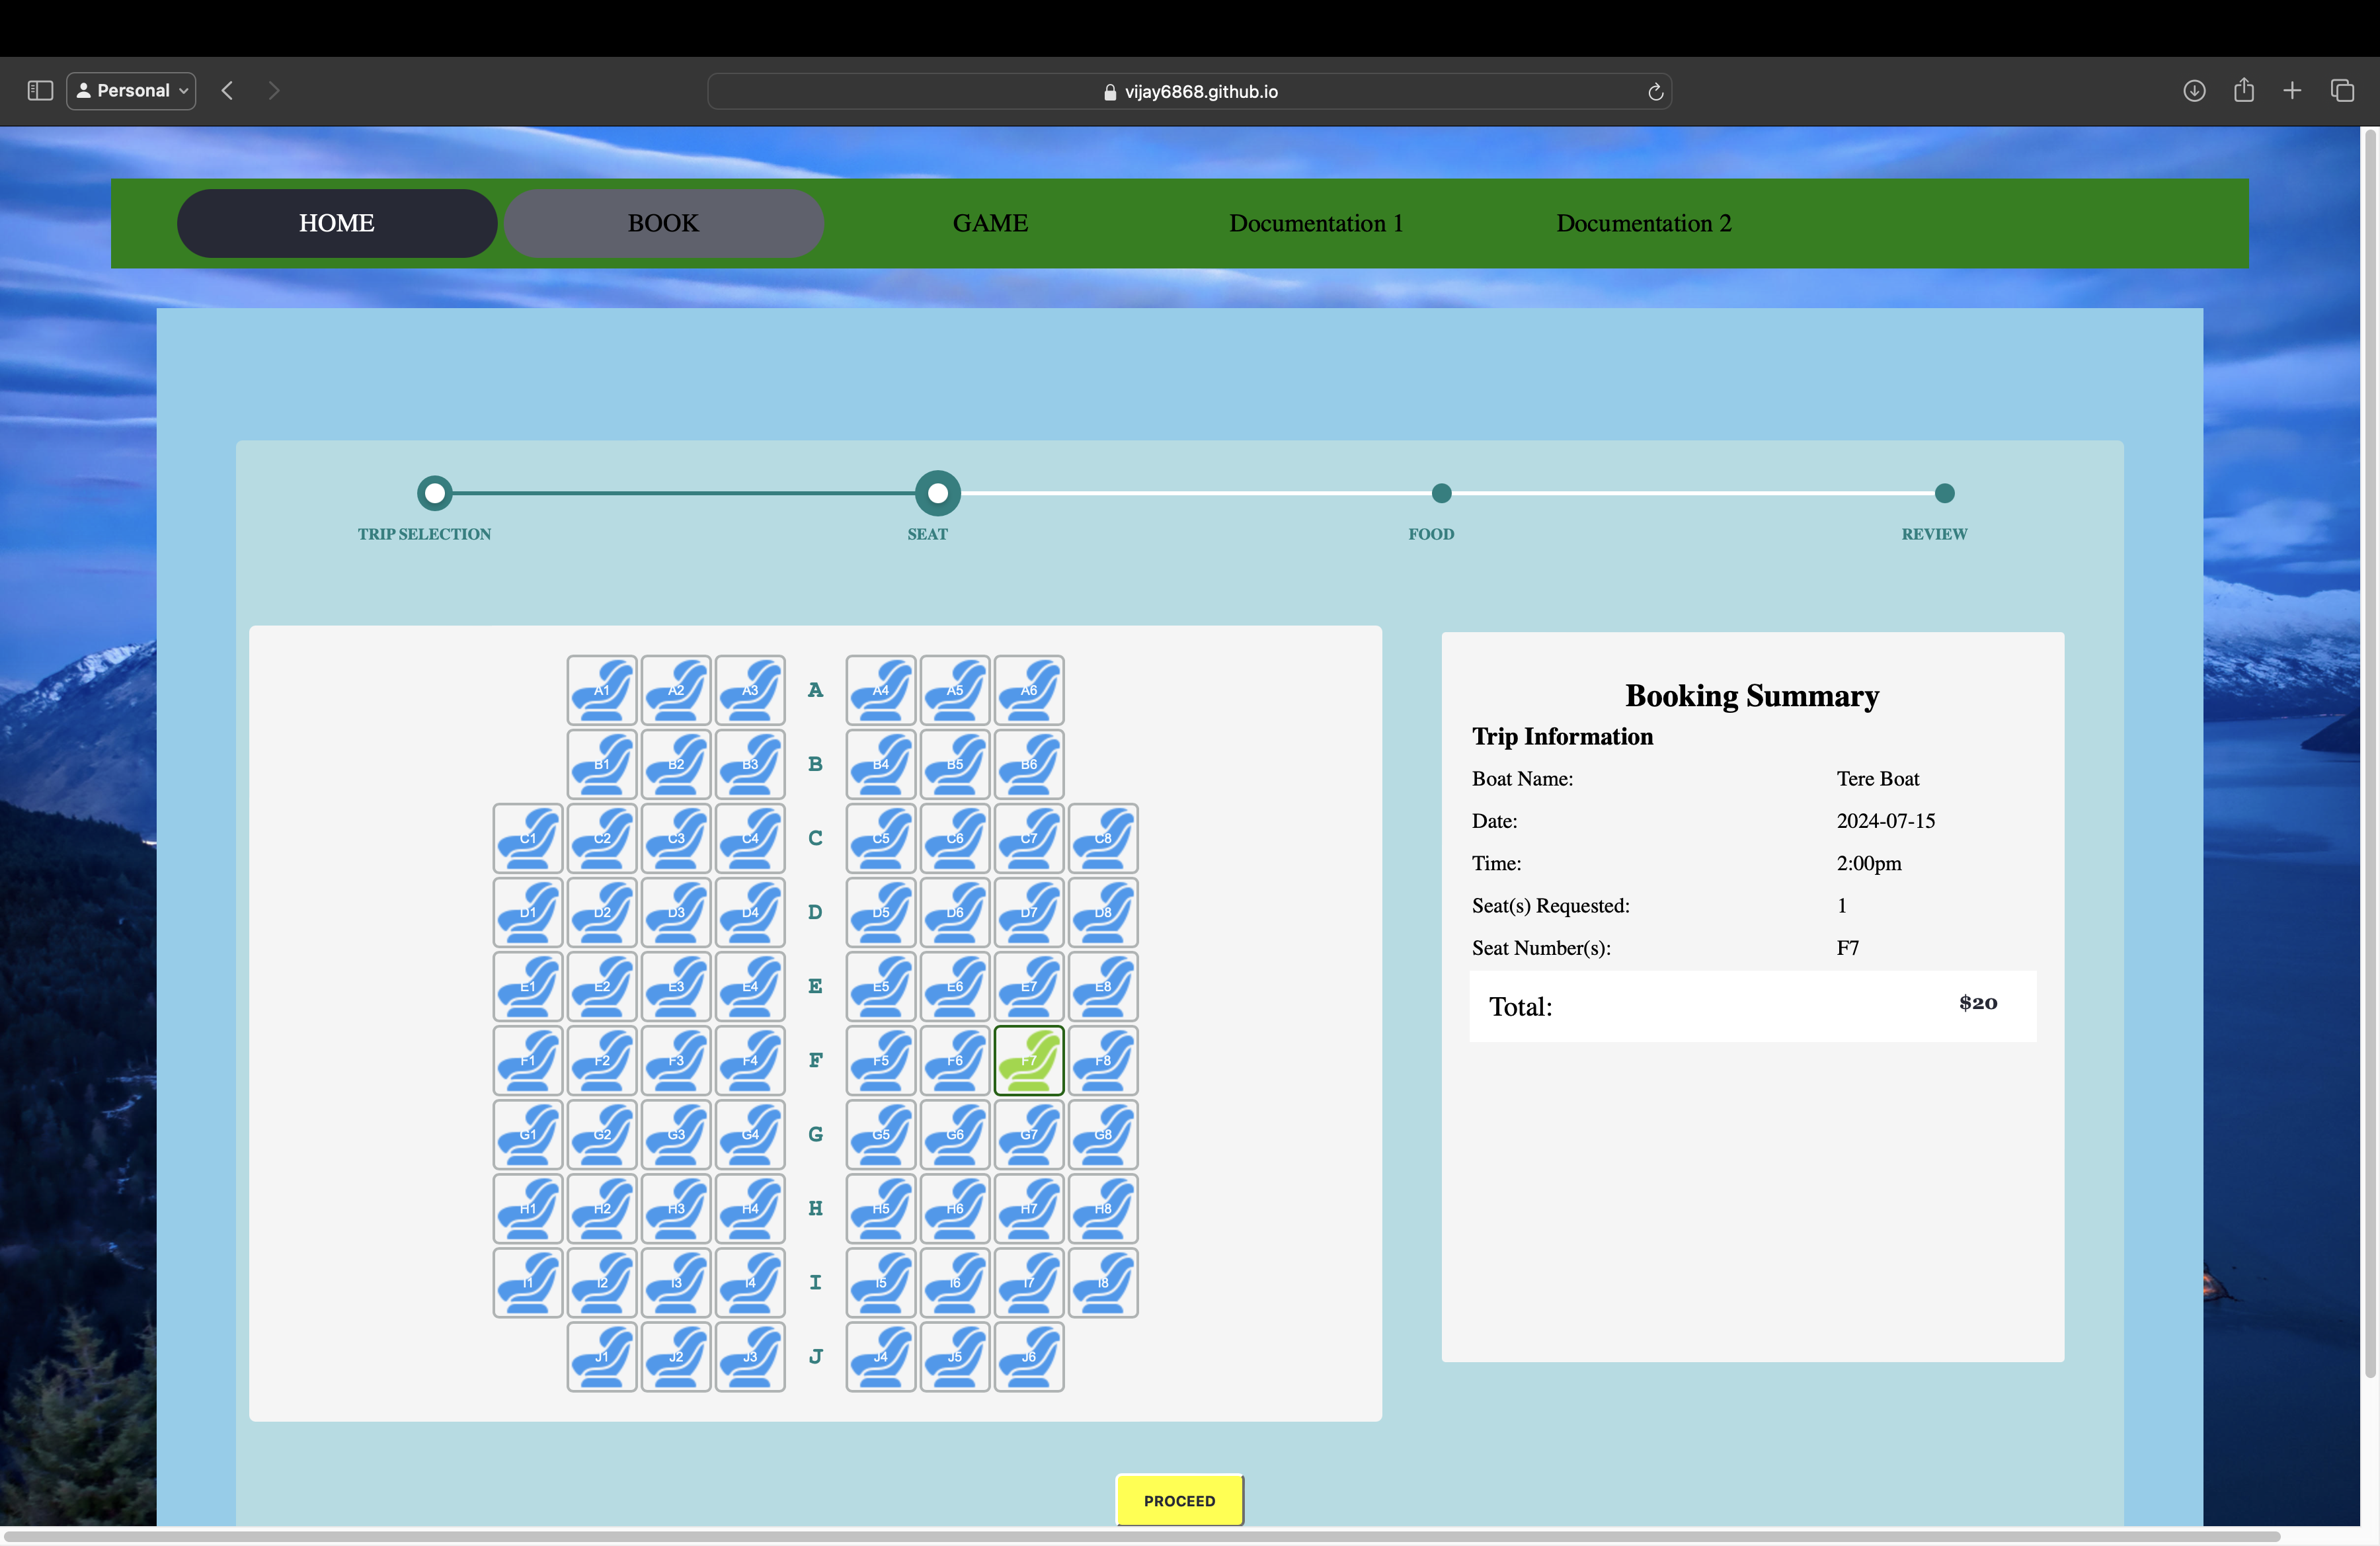 Personal
vijay6868.github.io
HOME BOOK GAME Documentation 1 Documentation 2
TRIP SELECTION SEAT FOOD REVIEW
A1 A2 A3 A A4 A5 A6
B1 B2 B3 B B4 B5 B6
C1 C2 C3 C4 C C5 C6 C7 C8
D1 D2 D3 D4 D D5 D6 D7 D8
E1 E2 E3 E4 E E5 E6 E7 E8
F1 F2 F3 F4 F F5 F6 F7 F8
G1 G2 G3 G4 G G5 G6 G7 G8
H1 H2 H3 H4 H H5 H6 H7 H8
I1 I2 I3 I4 I I5 I6 I7 I8
J1 J2 J3 J J4 J5 J6
Booking Summary
Trip Information
Boat Name: Tere Boat
Date: 2024-07-15
Time: 2:00pm
Seat(s) Requested: 1
Seat Number(s): F7
Total: $20
PROCEED